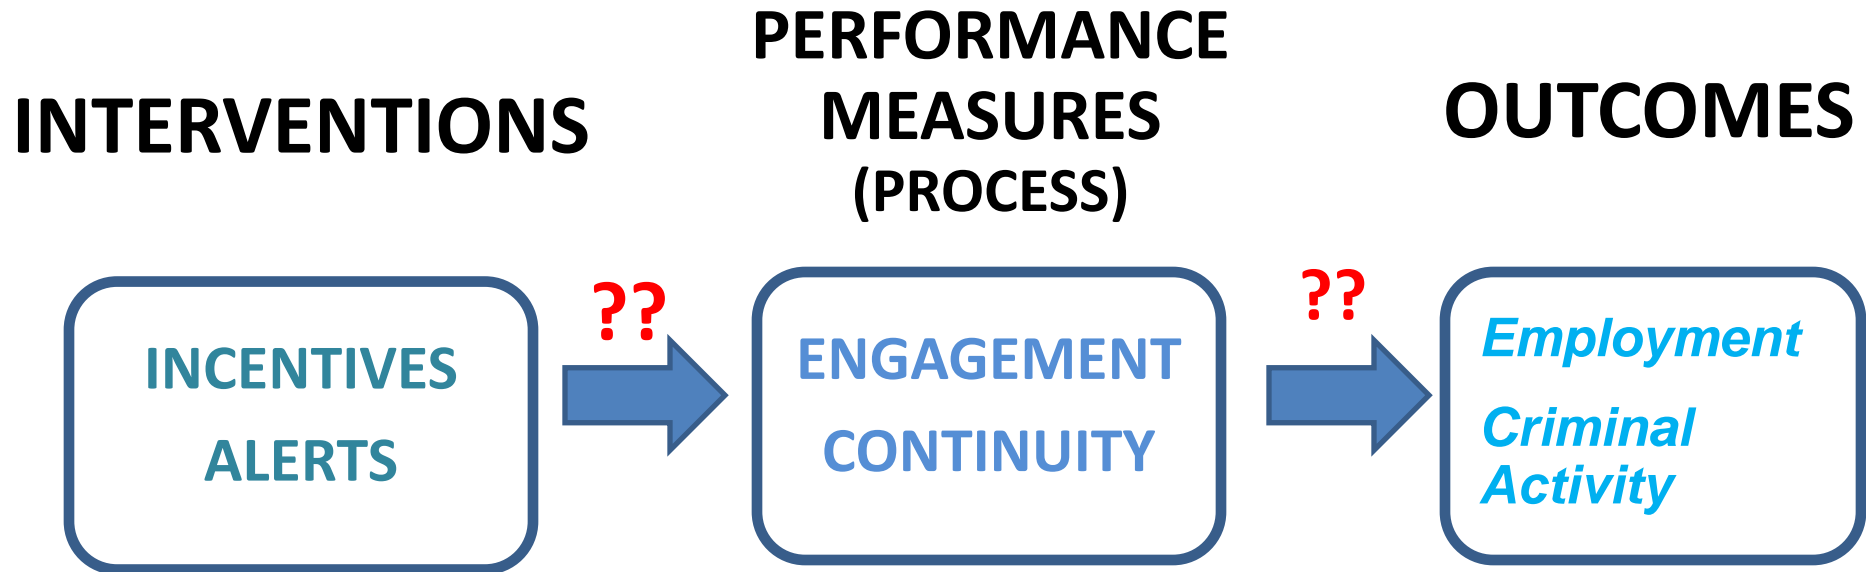 INTERVENTIONS
PERFORMANCE
MEASURES
(PROCESS)
OUTCOMES
INCENTIVES
ALERTS
??
ENGAGEMENT
CONTINUITY
??
Employment
Criminal
Activity